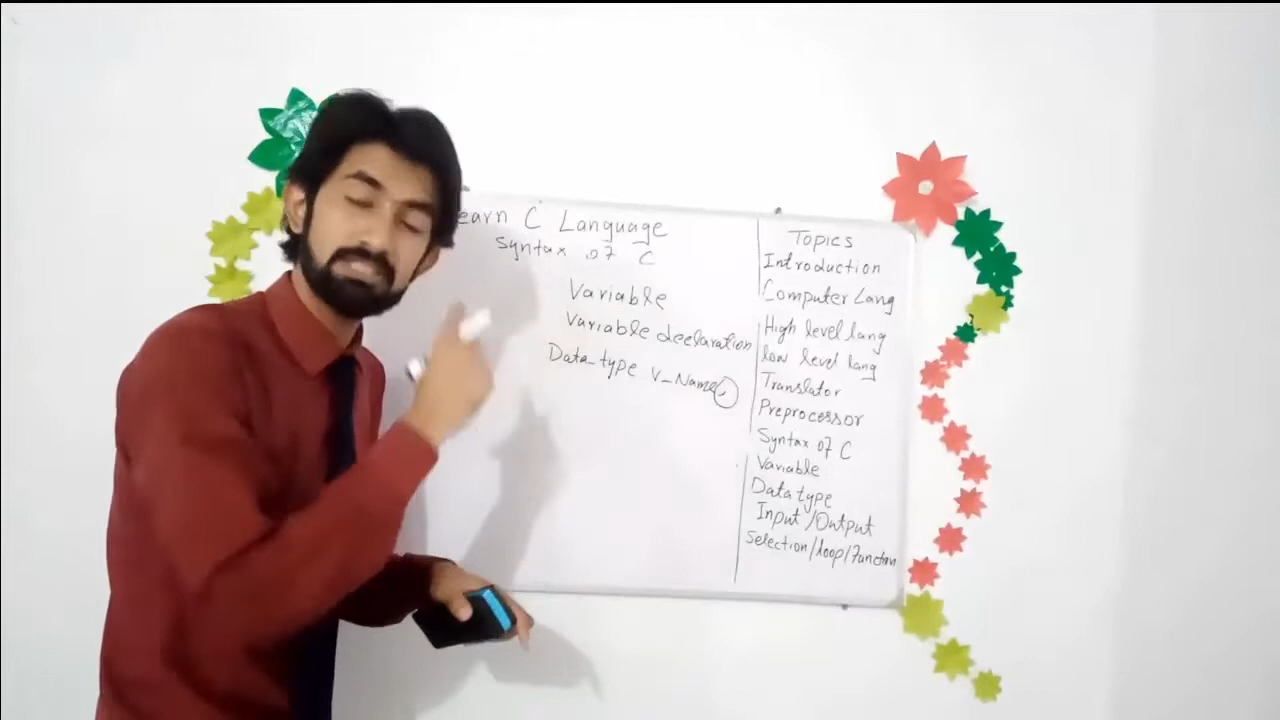 earn C Language
Syntax of C
Variable
Variable declaration
Data_type V_Name;
Topics
Introduction
Computer Lang
High level lang
low level lang
Translator
Preprocessor
Syntax of C
Variable
Data type
Input/Output
Selection/loop/Function